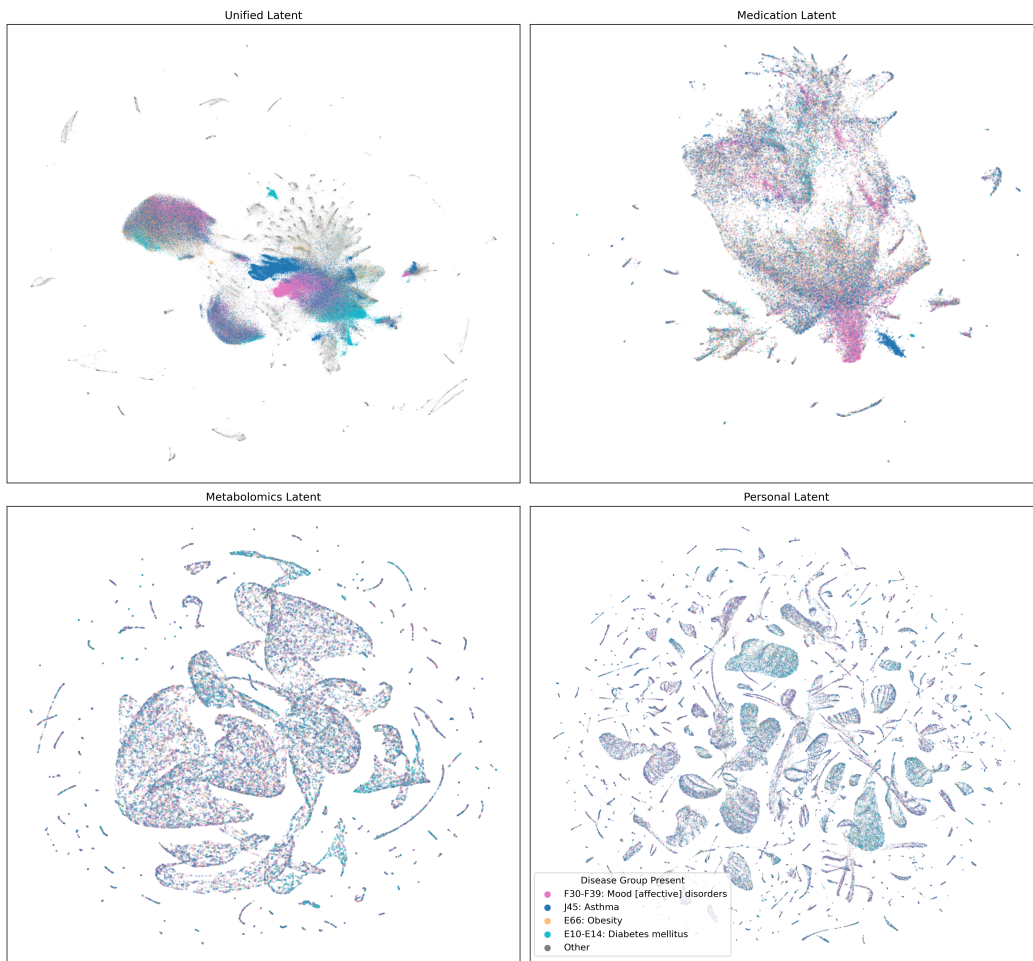 Unified Latent
Medication Latent
Metabolomics Latent
Personal Latent
Disease Group Present
F30-F39: Mood [affective] disorders
J45: Asthma
E66: Obesity
E10-E14: Diabetes mellitus
Other